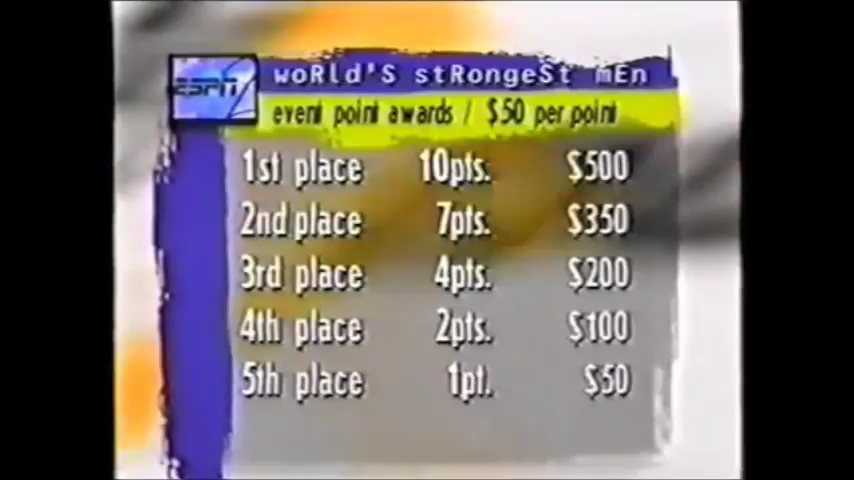 ESPN
woRld'S stRongeSt mEn
event point awards / $50 per point
1st place 10pts. $500
2nd place 7pts. $350
3rd place 4pts. $200
4th place 2pts. $100
5th place 1pt. $50